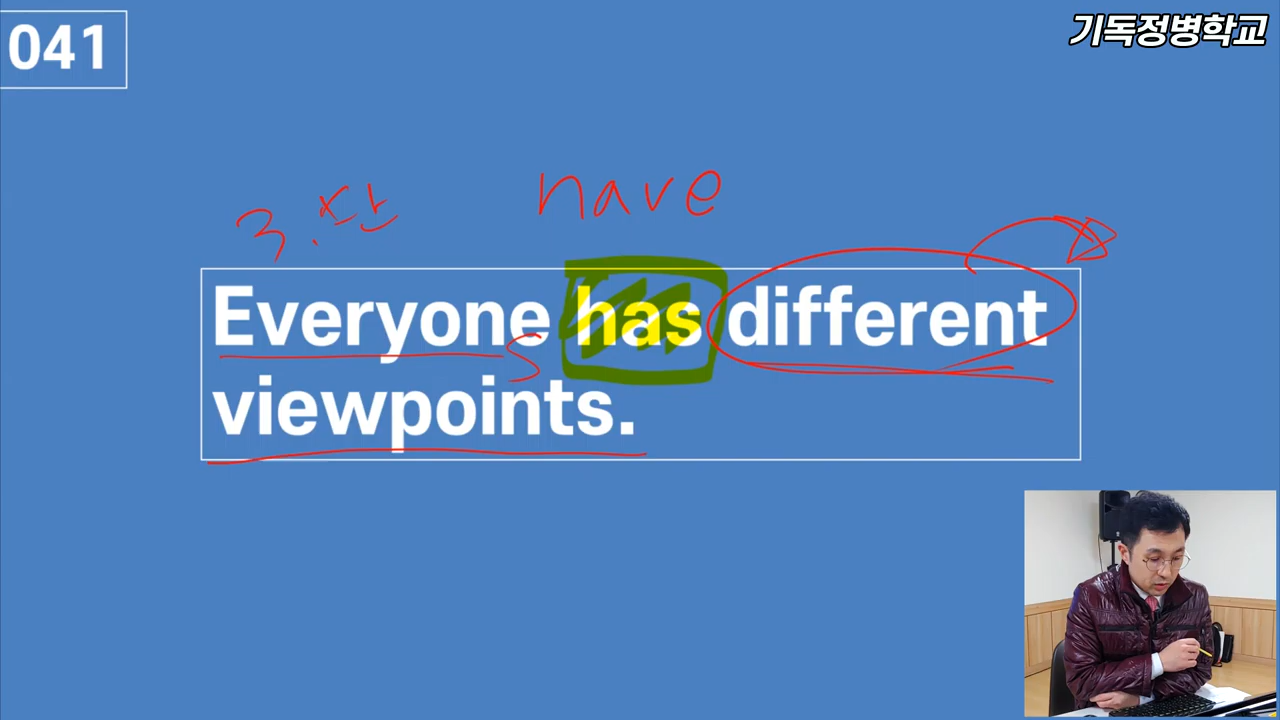 041
기독정병학교
3.단 have
Everyone has different
s
viewpoints.